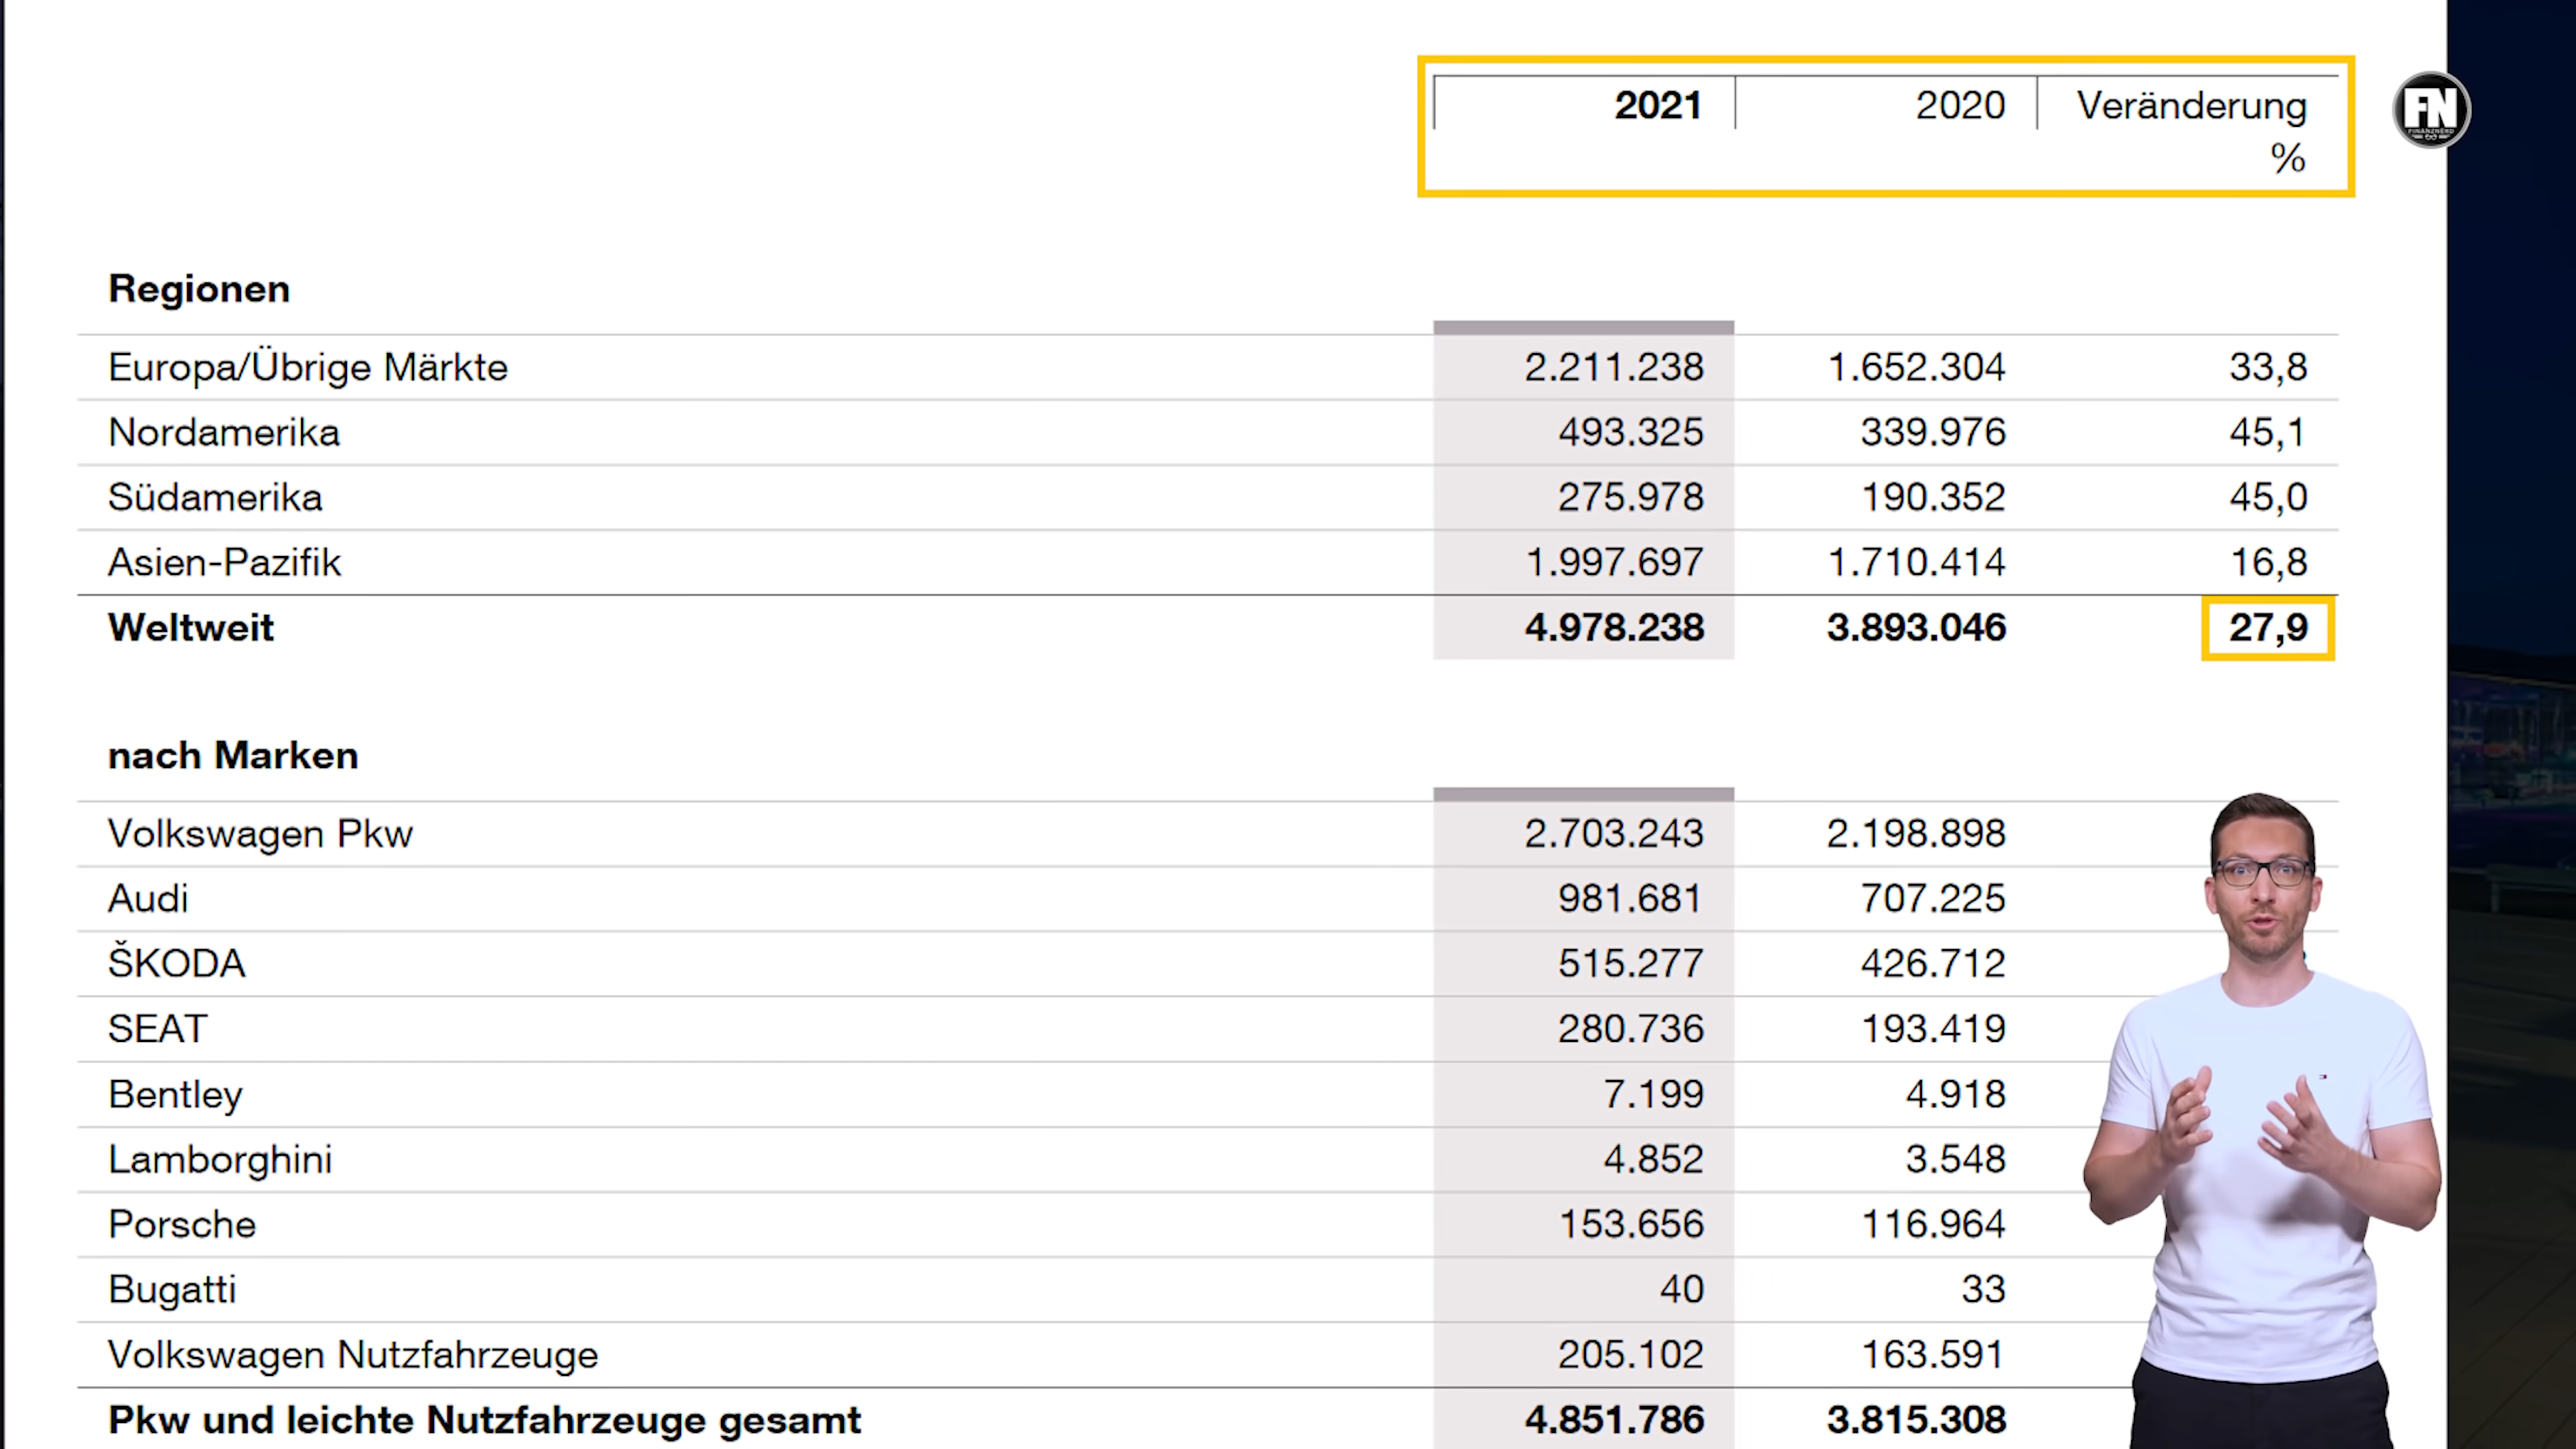 2021 2020 Veränderung
%
FN
FINANZNERD
Regionen
Europa/Übrige Märkte 2.211.238 1.652.304 33,8
Nordamerika 493.325 339.976 45,1
Südamerika 275.978 190.352 45,0
Asien-Pazifik 1.997.697 1.710.414 16,8
Weltweit 4.978.238 3.893.046 27,9
nach Marken
Volkswagen Pkw 2.703.243 2.198.898
Audi 981.681 707.225
ŠKODA 515.277 426.712
SEAT 280.736 193.419
Bentley 7.199 4.918
Lamborghini 4.852 3.548
Porsche 153.656 116.964
Bugatti 40 33
Volkswagen Nutzfahrzeuge 205.102 163.591
Pkw und leichte Nutzfahrzeuge gesamt 4.851.786 3.815.308